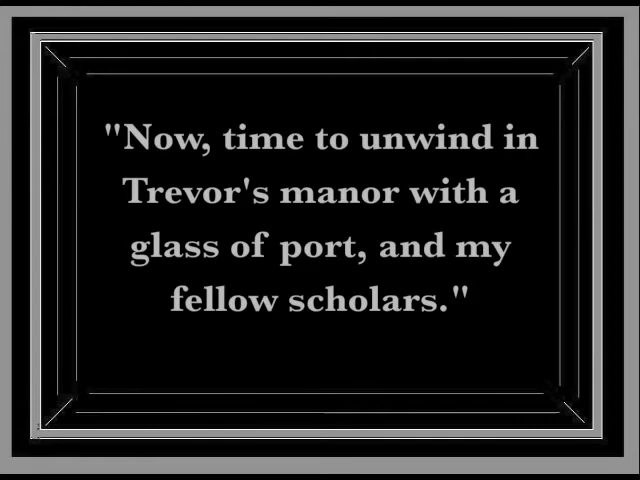 "Now, time to unwind in
Trevor's manor with a
glass of port, and my
fellow scholars."